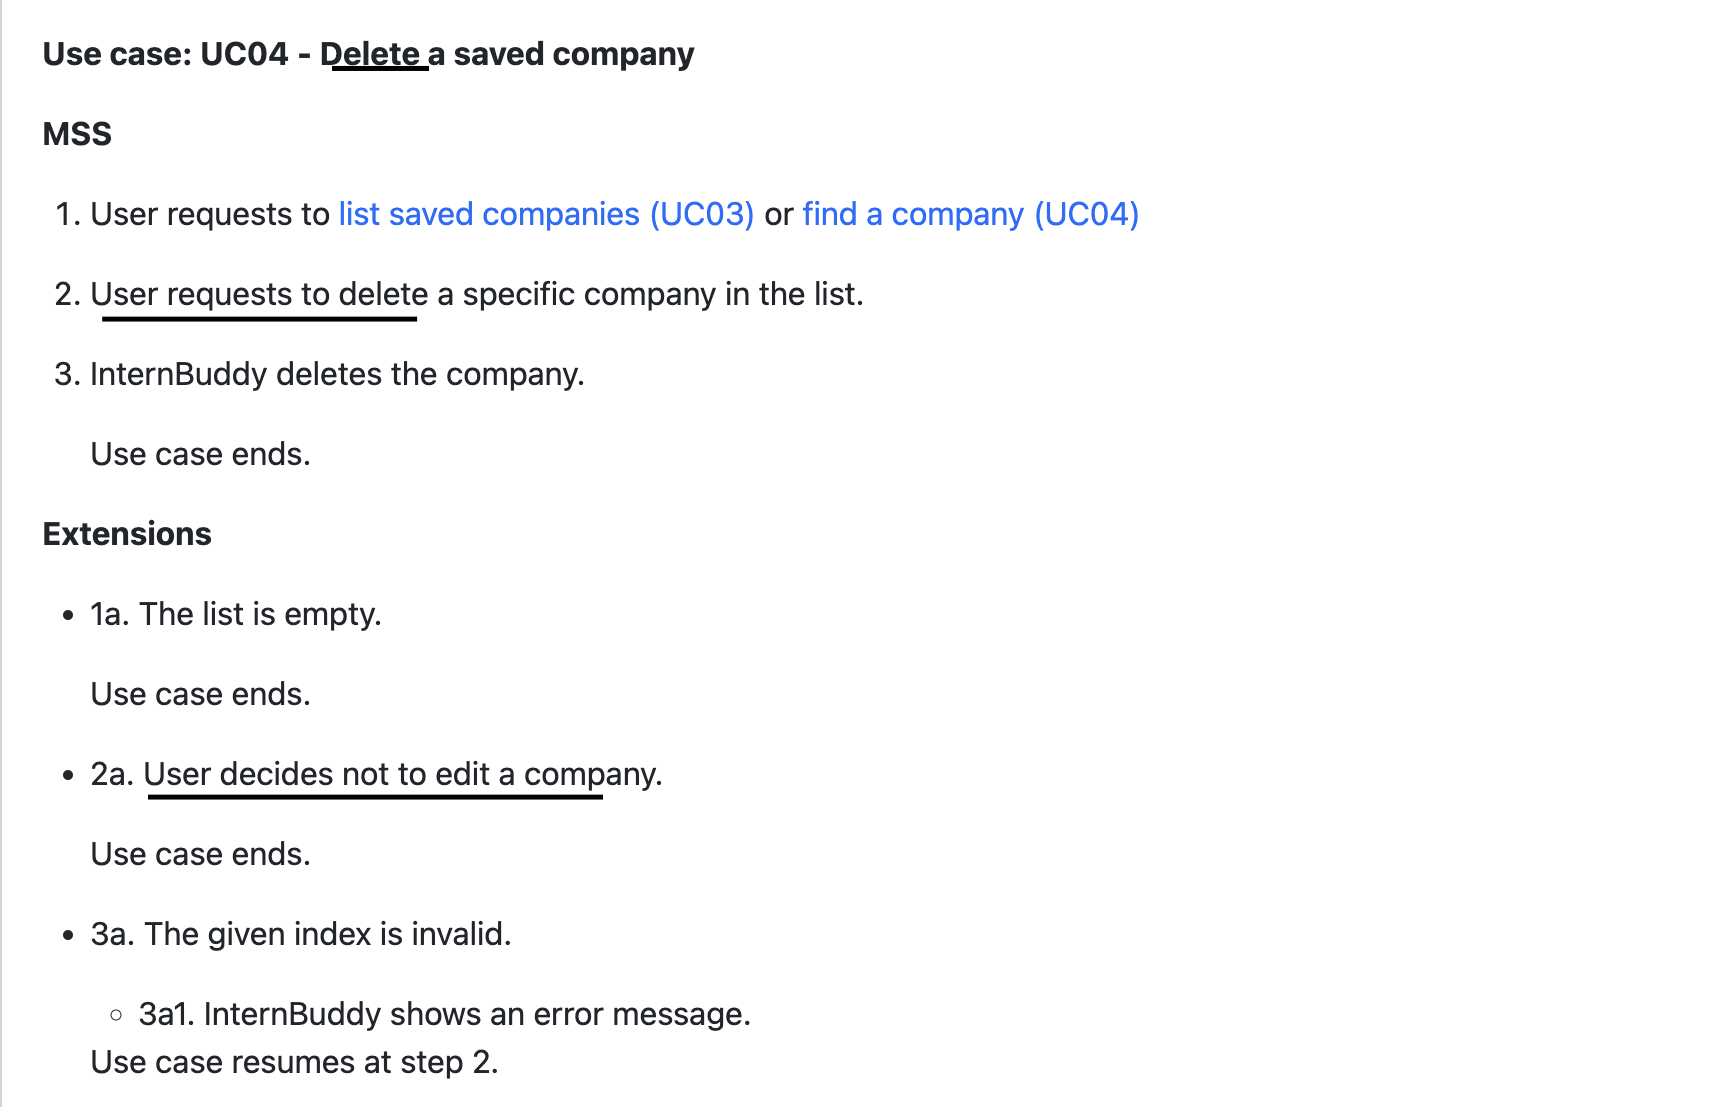 Use case: UC04 - Delete a saved company
MSS
1. User requests to list saved companies (UC03) or find a company (UC04)
2. User requests to delete a specific company in the list.
3. InternBuddy deletes the company.
Use case ends.
Extensions
• 1a. The list is empty.
Use case ends.
• 2a. User decides not to edit a company.
Use case ends.
• 3a. The given index is invalid.
○ 3a1. InternBuddy shows an error message.
Use case resumes at step 2.